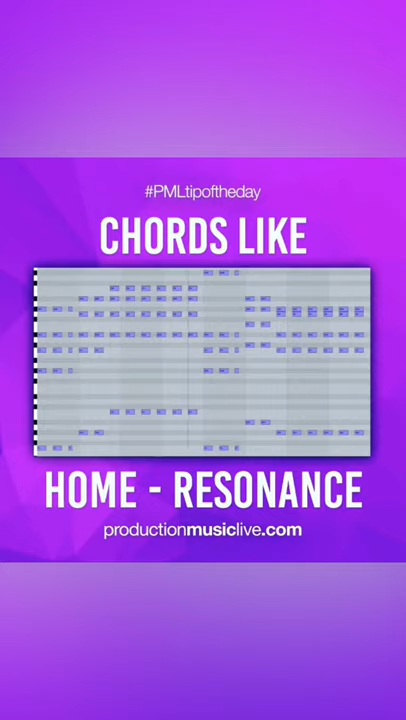 #PMLtipoftheday
CHORDS LIKE
HOME - RESONANCE
productionmusiclive.com